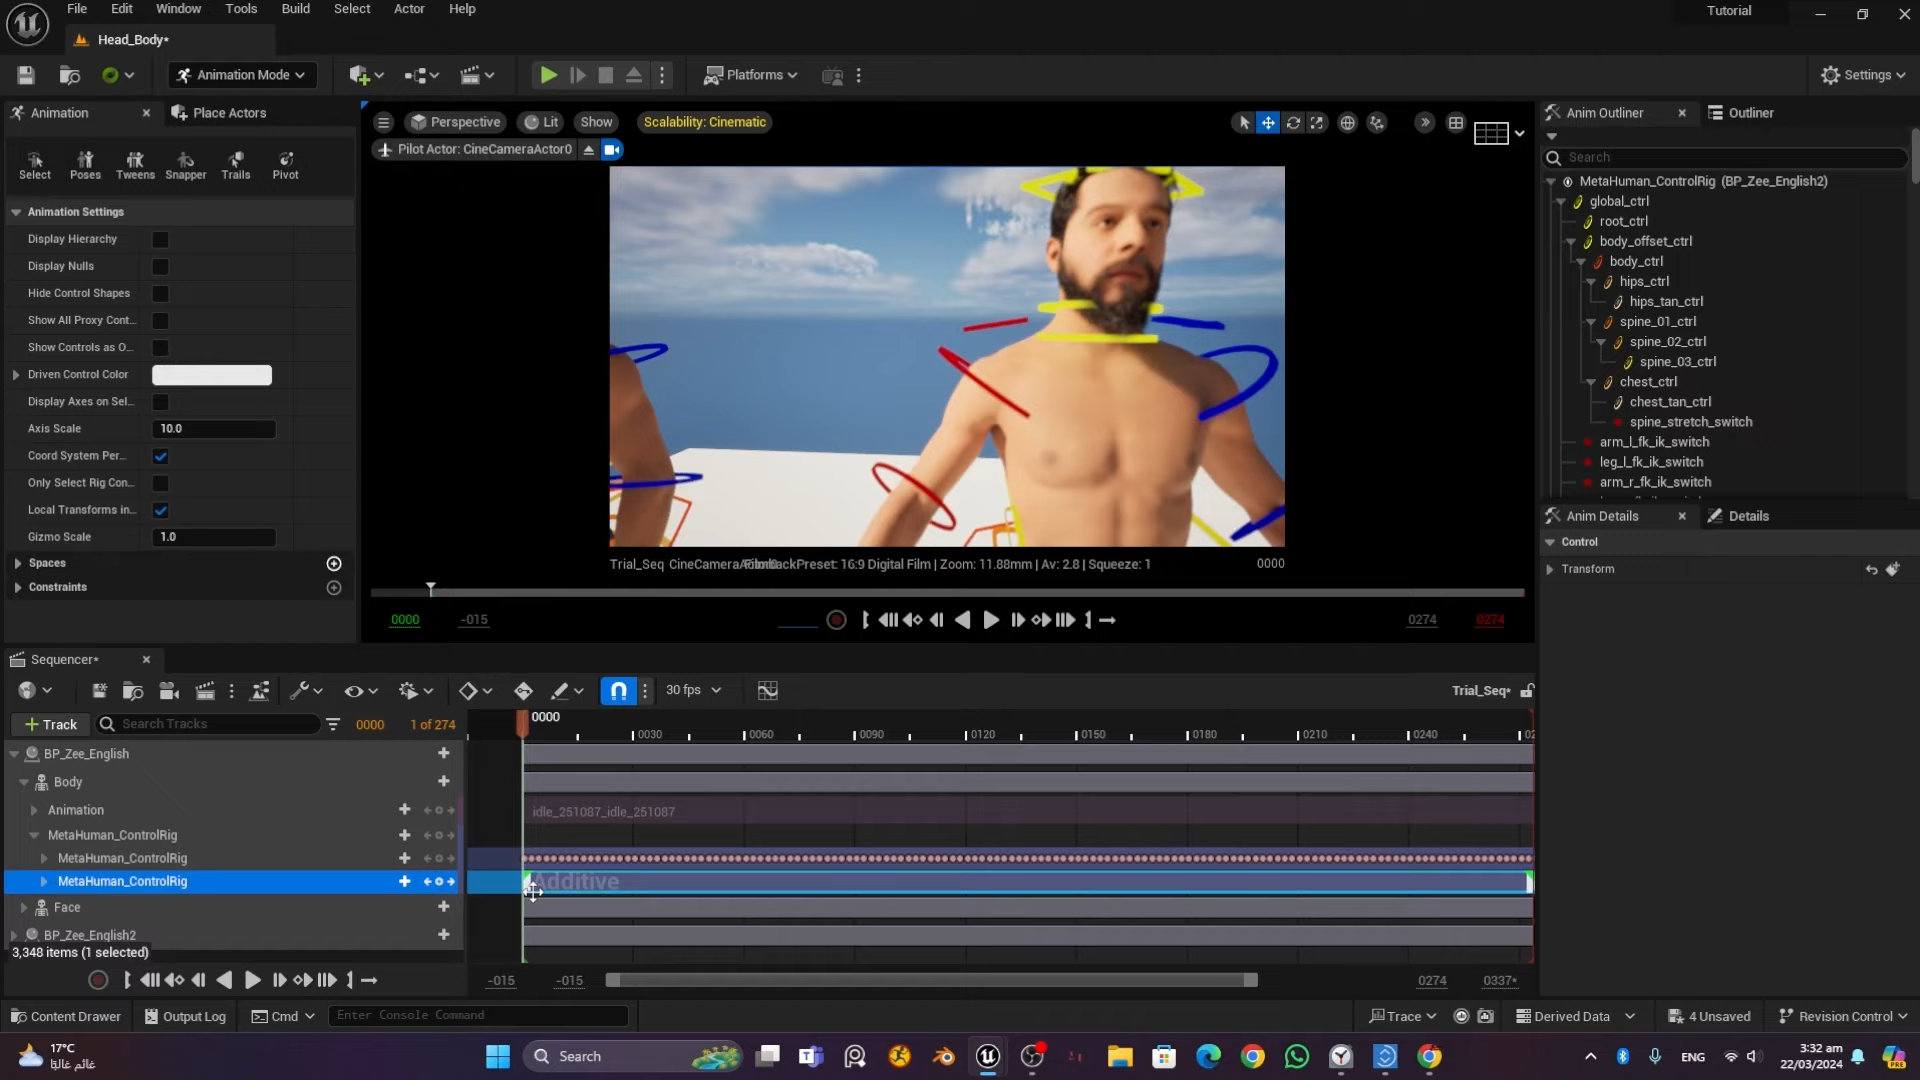 File Edit Window Tools Build Select Actor Help
Tutorial
Head_Body*
Animation Mode
Platforms
Settings
Animation
Place Actors
Select Poses Tweens Snapper Trails Pivot
Animation Settings
Display Hierarchy
Display Nulls
Hide Control Shapes
Show All Proxy Cont...
Show Controls as O...
Driven Control Color
Display Axes on Sel...
Axis Scale 10.0
Coord System Per...
Only Select Rig Con...
Local Transforms in...
Gizmo Scale 1.0
Spaces
Constraints
Perspective Lit Show Scalability: Cinematic
Pilot Actor: CineCameraActor0
Trial_Seq
PreSet: 16:9 Digital Film | Zoom: 11.88mm | Av: 2.8 | Squeeze: 1
0000
0000 -015 0274 0274
Anim Outliner
Outliner
Search
MetaHuman_ControlRig (BP_Zee_English2)
global_ctrl
root_ctrl
body_offset_ctrl
body_ctrl
hips_ctrl
hips_tan_ctrl
spine_01_ctrl
spine_02_ctrl
spine_03_ctrl
chest_ctrl
chest_tan_ctrl
spine_stretch_switch
arm_l_fk_ik_switch
leg_l_fk_ik_switch
arm_r_fk_ik_switch
Anim Details
Details
Control
Transform
Sequencer*
30 fps
Trial_Seq*
Track
Search Tracks
0000 1 of 274
0000
0030 0060 0090 0120 0150 0180 0210 0240 02
BP_Zee_English
Body
Animation
idle_251087_idle_251087
MetaHuman_ControlRig
MetaHuman_ControlRig
MetaHuman_ControlRig
Additive
Face
BP_Zee_English2
3,348 items (1 selected)
-015 -015 0274 0337*
Content Drawer Output Log Cmd Enter Console Command
Trace Derived Data 4 Unsaved Revision Control
17°C
غائم غالبًا
Search
ENG
3:32 am
22/03/2024
PRE